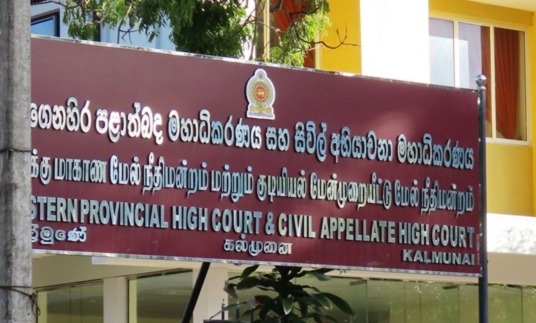 ගෙනහිර පළාත්බද මහාධිකරණය සහ සිවිල් අභියාචනා මහාධිකරණය
க்கு மாகாண மேல் நீதிமன்றம் மற்றும் குடியியல் மேன்முறையீட்டு மேல் நீதிமன்றம்
STERN PROVINCIAL HIGH COURT & CIVIL APPELLATE HIGH COURT
ල්මුණේ கல்முனை KALMUNAI